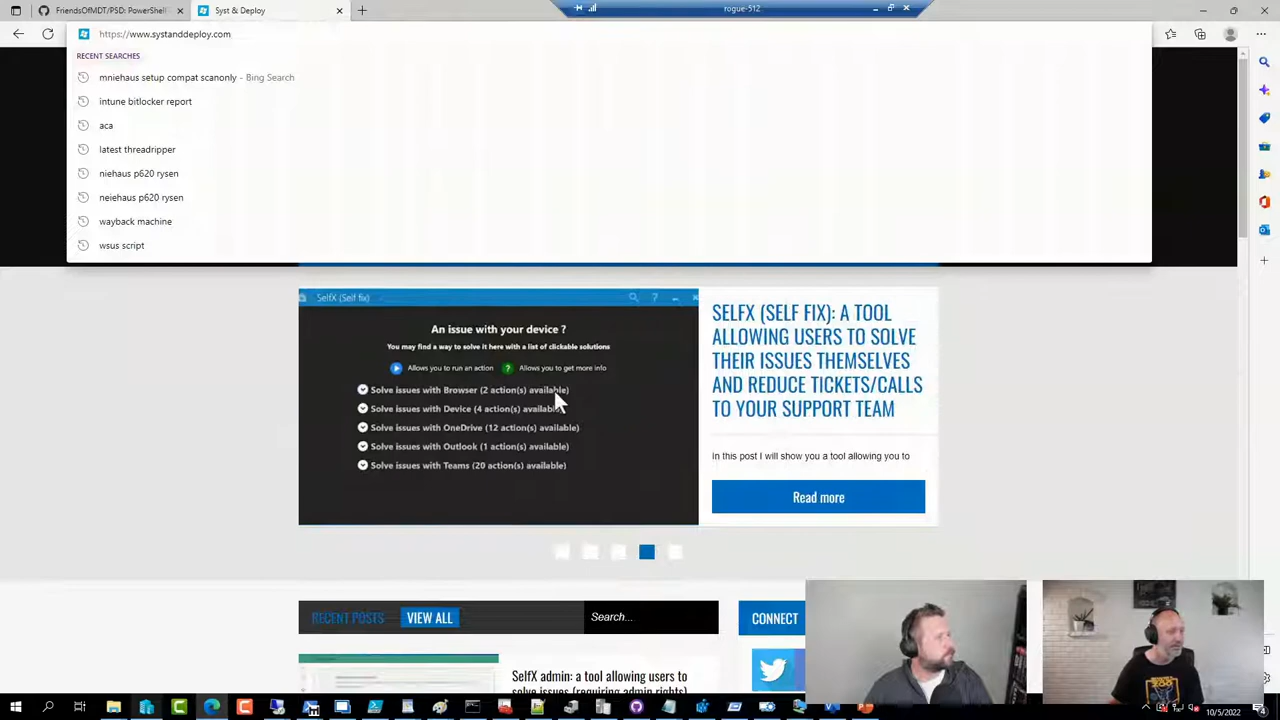 FriendsOfMDT/PSD: PowerShell
Syst & Deploy
rogue-512
https://www.systanddeploy.com
RECENT SEARCHES
mniehaus setup compat scanonly - Bing Search
intune bitlocker report
aca
latest threadripper
niehaus p620 rysen
neiehaus p620 rysen
wayback machine
wsus script
SelfX (Self fix)
An issue with your device ?
You may find a way to solve it here with a list of clickable solutions
Allows you to run an action
Allows you to get more info
Solve issues with Browser (2 action(s) available)
Solve issues with Device (4 action(s) available)
Solve issues with OneDrive (12 action(s) available)
Solve issues with Outlook (1 action(s) available)
Solve issues with Teams (20 action(s) available)
SELFX (SELF FIX): A TOOL
ALLOWING USERS TO SOLVE
THEIR ISSUES THEMSELVES
AND REDUCE TICKETS/CALLS
TO YOUR SUPPORT TEAM
In this post I will show you a tool allowing you to
Read more
RECENT POSTS
VIEW ALL
Search...
CONNECT
SelfX admin: a tool allowing users to
solve issues (requiring admin rights)
10/5/2022